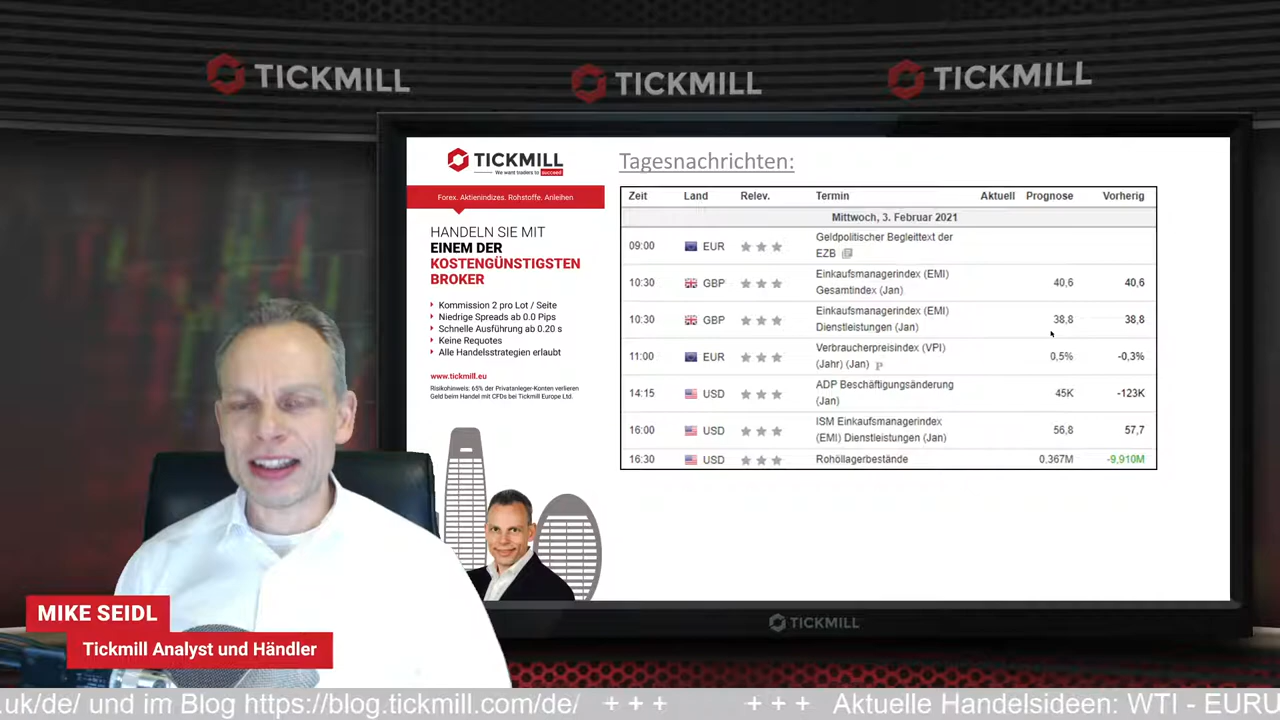 TICKMILL
TICKMILL
TICKMILL
TICKMILL
We want traders to succeed
Forex. Aktienindizes. Rohstoffe. Anleihen
HANDELN SIE MIT
EINEM DER
KOSTENGÜNSTIGSTEN
BROKER
Kommission 2 pro Lot / Seite
Niedrige Spreads ab 0.0 Pips
Schnelle Ausführung ab 0.20 s
Keine Requotes
Alle Handelsstrategien erlaubt
www.tickmill.eu
Risikohinweis: 65% der Privatanleger-Konten verlieren
Geld beim Handel mit CFDs bei Tickmill Europe Ltd.
Tagesnachrichten:
Zeit Land Relev. Termin Aktuell Prognose Vorherig
Mittwoch, 3. Februar 2021
09:00 EUR Geldpolitischer Begleittext der
EZB
10:30 GBP Einkaufsmanagerindex (EMI)
Gesamtindex (Jan) 40,6 40,6
10:30 GBP Einkaufsmanagerindex (EMI)
Dienstleistungen (Jan) 38,8 38,8
11:00 EUR Verbraucherpreisindex (VPI)
(Jahr) (Jan) P 0,5% -0,3%
14:15 USD ADP Beschäftigungsänderung
(Jan) 45K -123K
16:00 USD ISM Einkaufsmanagerindex
(EMI) Dienstleistungen (Jan) 56,8 57,7
16:30 USD Rohöllagerbestände 0,367M -9,910M
TICKMILL
MIKE SEIDL
Tickmill Analyst und Händler
.uk/de/ und im Blog https://blog.tickmill.com/de/ + + + + + + Aktuelle Handelsideen: WTI - EURU